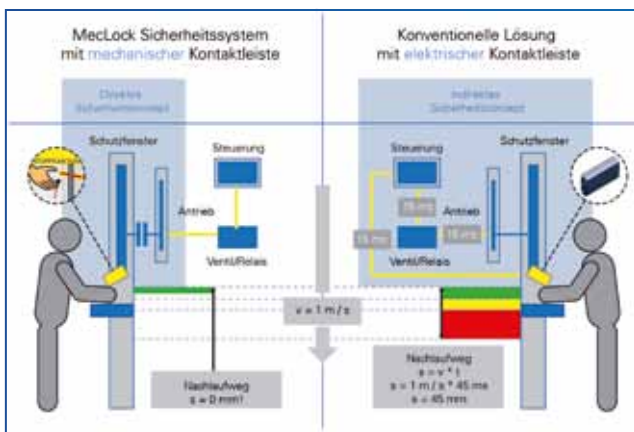 MecLock Sicherheitssystem
mit mechanischer Kontaktleiste
Direktes
Sicherheitskonzept
Schutzfenster
Steuerung
Antrieb
Ventil/Relais
Nachlaufweg
s = 0 mm!
v = 1 m / s
Konventionelle Lösung
mit elektrischer Kontaktleiste
Indirektes
Sicherheitskonzept
Steuerung
Schutzfenster
15 ms
Antrieb
15 ms
15 ms
Ventil/Relais
Nachlaufweg
s = v * t
s = 1 m / s * 45 ms
s = 45 mm